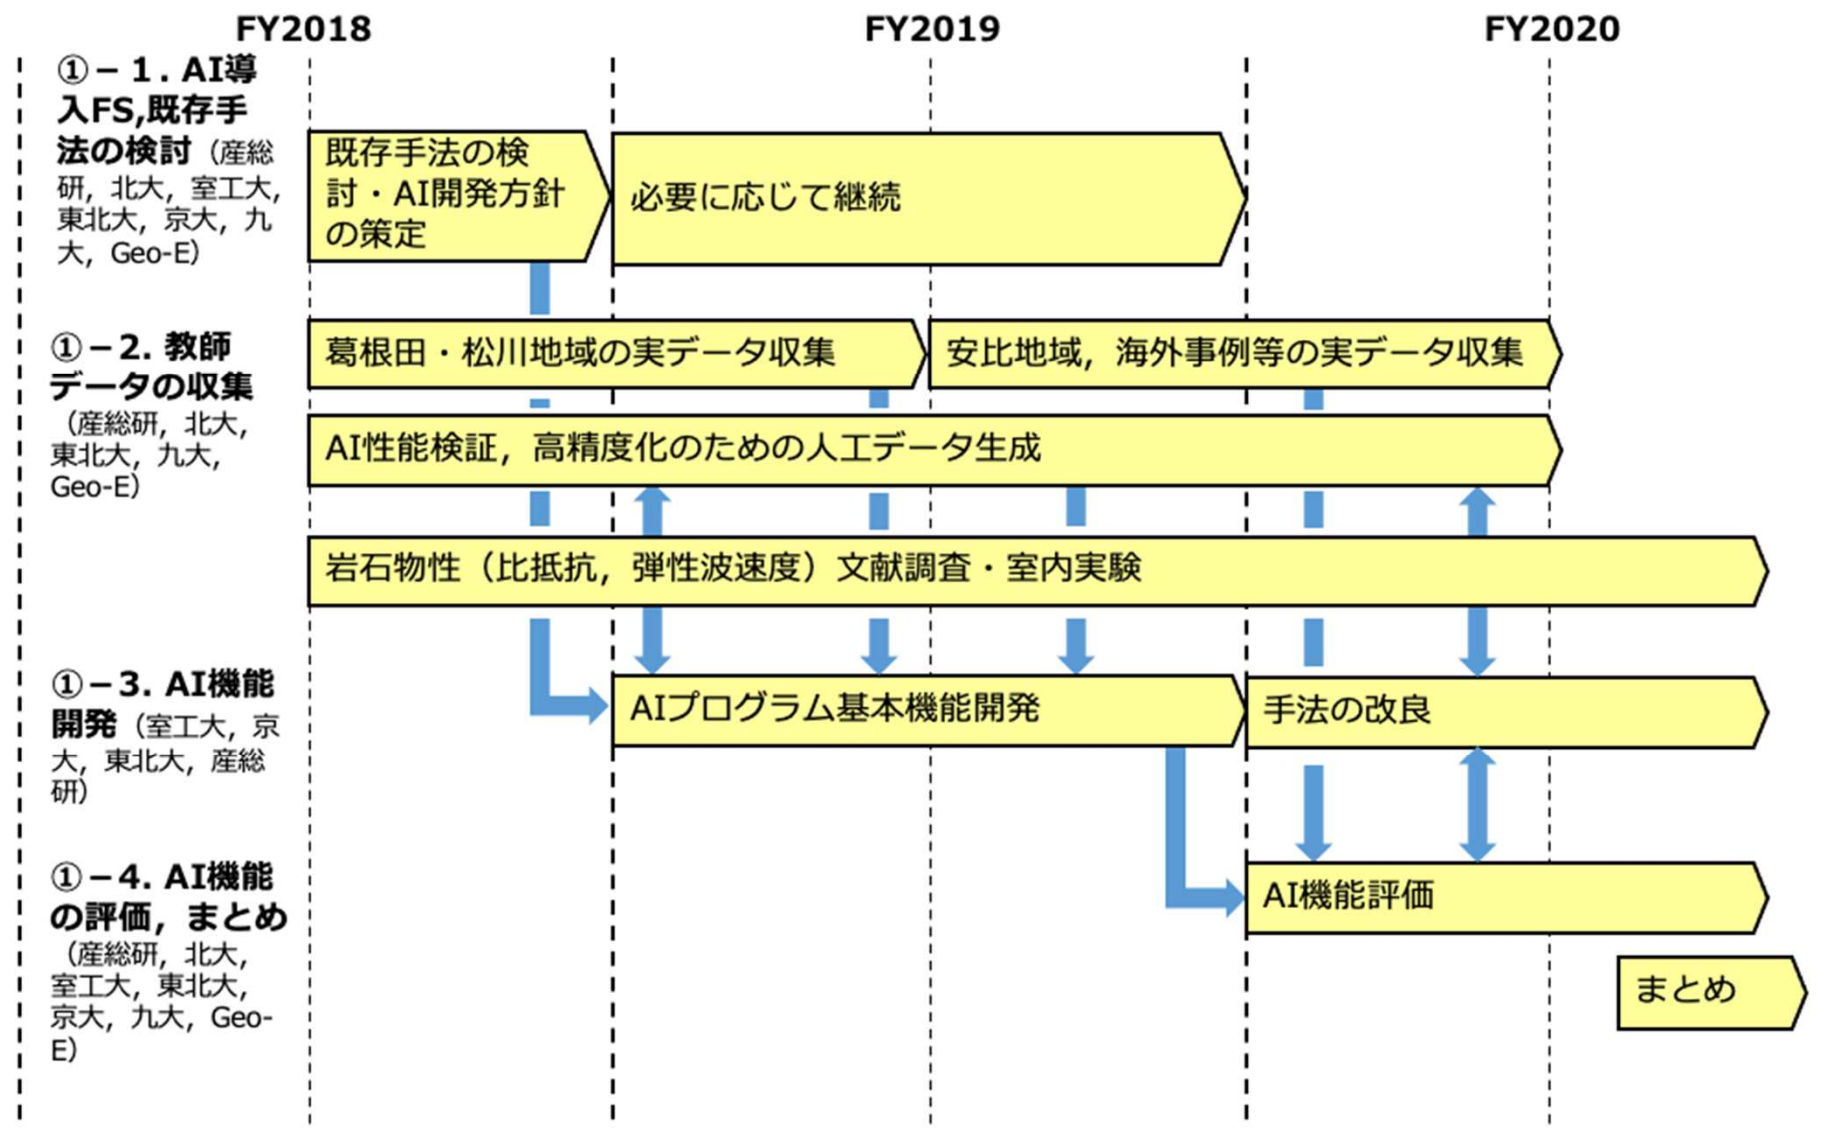 FY2018
FY2019
FY2020
①－１. AI導
入FS,既存手
法の検討（産総
研，北大，室工大，
東北大，京大，九
大，Geo-E）
既存手法の検
討・AI開発方針
の策定
必要に応じて継続
①－2. 教師
データの収集
（産総研，北大，
東北大，九大，
Geo-E）
葛根田・松川地域の実データ収集
安比地域，海外事例等の実データ収集
AI性能検証，高精度化のための人工データ生成
岩石物性（比抵抗，弾性波速度）文献調査・室内実験
①－3. AI機能
開発（室工大，京
大，東北大，産総
研）
AIプログラム基本機能開発
手法の改良
①－4. AI機能
の評価，まとめ
（産総研，北大，
室工大，東北大，
京大，九大，Geo-
E）
AI機能評価
まとめ